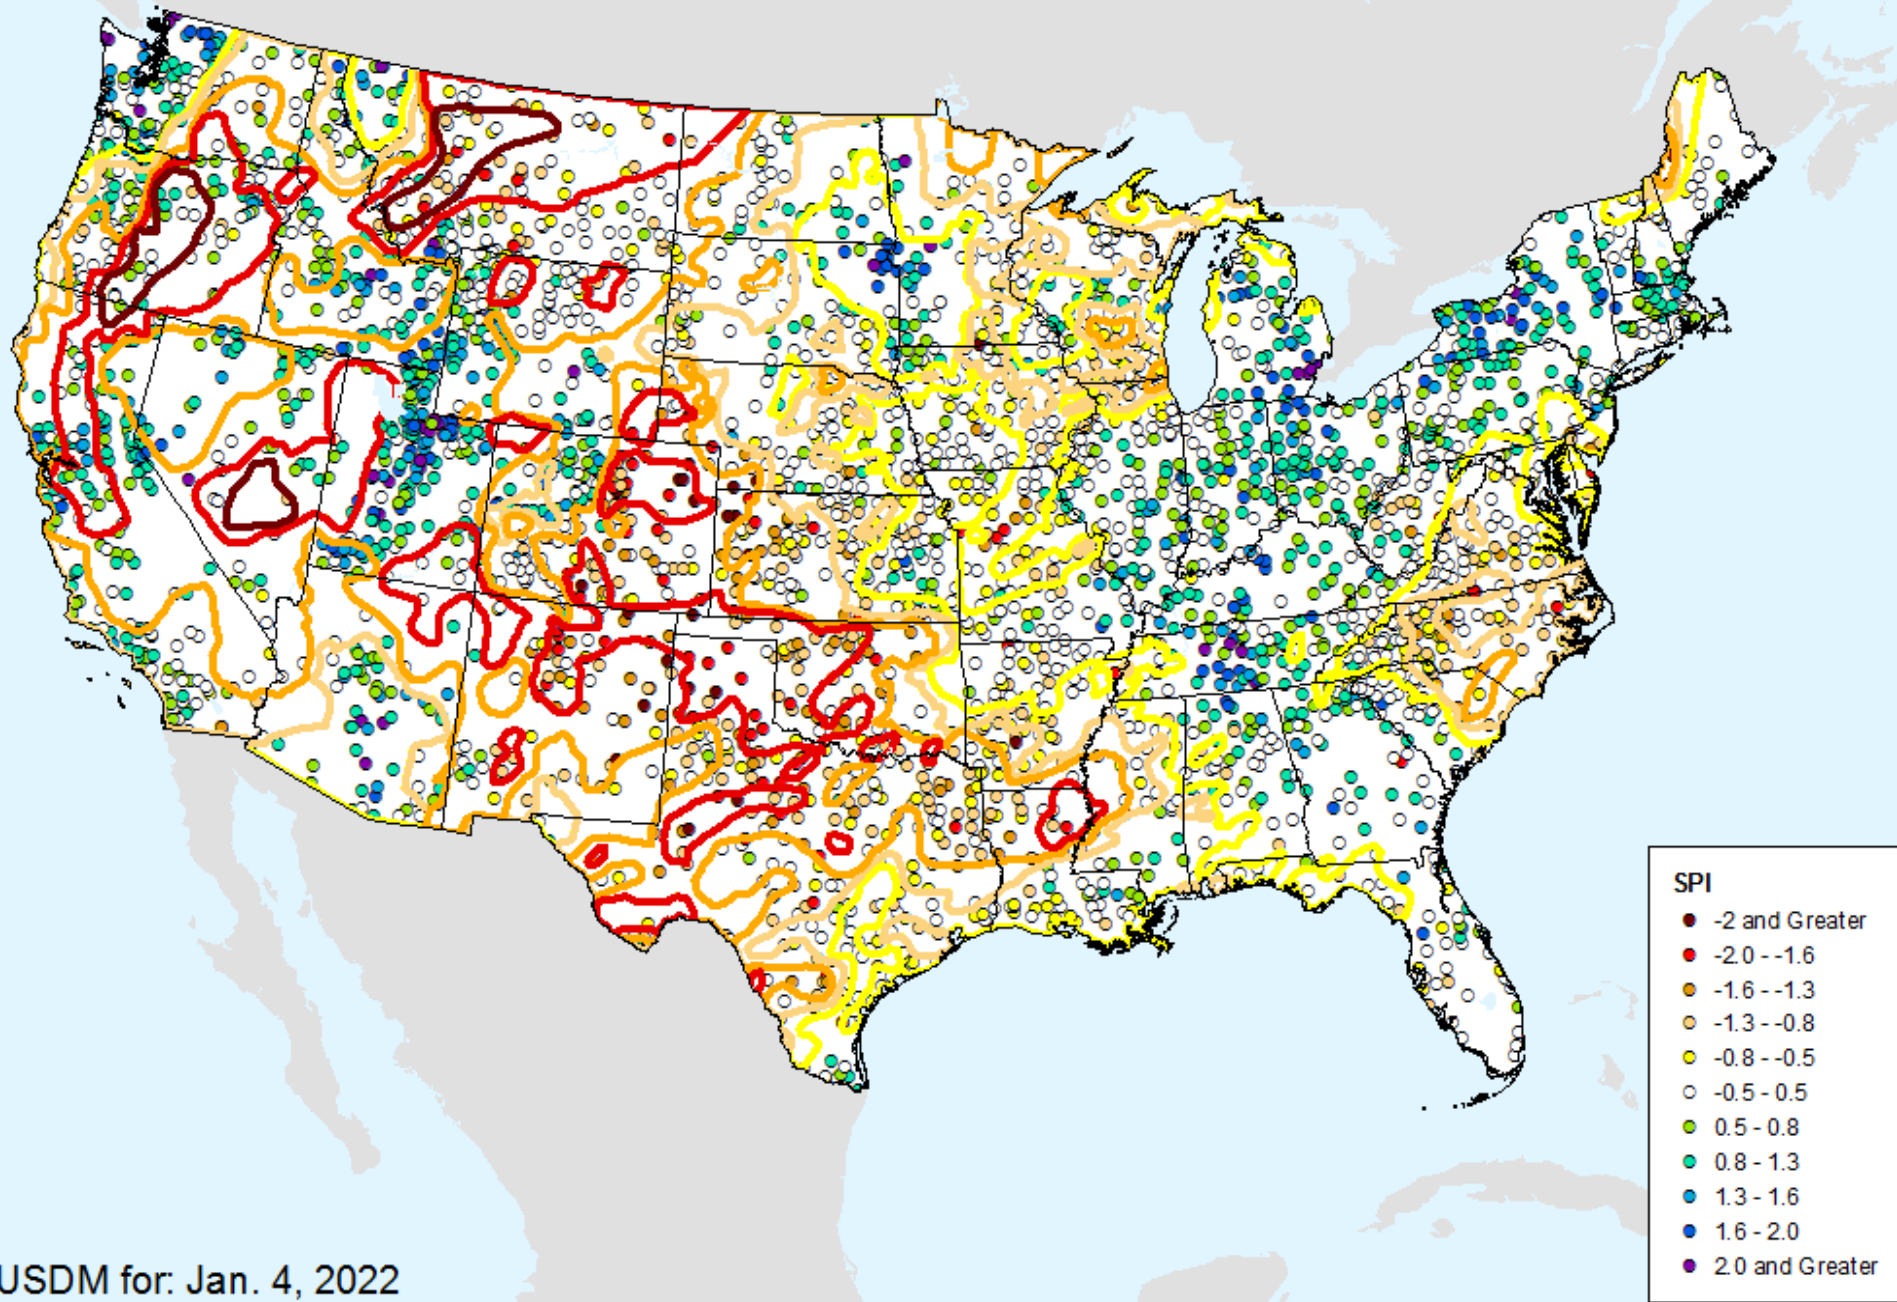 SPI
-2 and Greater
-2.0 - -1.6
-1.6 - -1.3
-1.3 - -0.8
-0.8 - -0.5
-0.5 - 0.5
0.5 - 0.8
0.8 - 1.3
1.3 - 1.6
1.6 - 2.0
2.0 and Greater
USDM for: Jan. 4, 2022